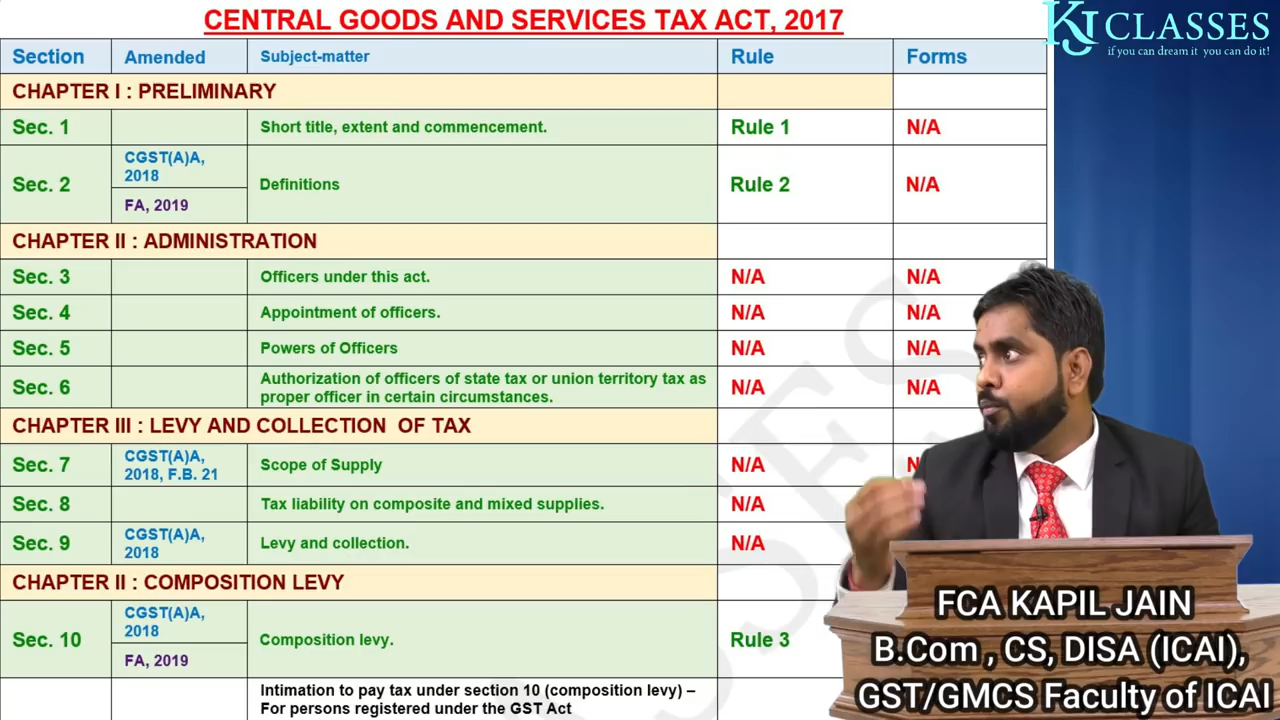 CENTRAL GOODS AND SERVICES TAX ACT, 2017
KJ CLASSES
if you can dream it you can do it!
Section Amended Subject-matter Rule Forms
CHAPTER I : PRELIMINARY
Sec. 1 Short title, extent and commencement. Rule 1 N/A
Sec. 2 CGST(A)A, 2018 FA, 2019 Definitions Rule 2 N/A
CHAPTER II : ADMINISTRATION
Sec. 3 Officers under this act. N/A N/A
Sec. 4 Appointment of officers. N/A N/A
Sec. 5 Powers of Officers N/A N/A
Sec. 6 Authorization of officers of state tax or union territory tax as proper officer in certain circumstances. N/A N/A
CHAPTER III : LEVY AND COLLECTION OF TAX
Sec. 7 CGST(A)A, 2018, F.B. 21 Scope of Supply N/A
Sec. 8 Tax liability on composite and mixed supplies. N/A
Sec. 9 CGST(A)A, 2018 Levy and collection. N/A
CHAPTER II : COMPOSITION LEVY
Sec. 10 CGST(A)A, 2018 FA, 2019 Composition levy. Rule 3
Intimation to pay tax under section 10 (composition levy) –
For persons registered under the GST Act
FCA KAPIL JAIN
B.Com , CS, DISA (ICAI),
GST/GMCS Faculty of ICAI